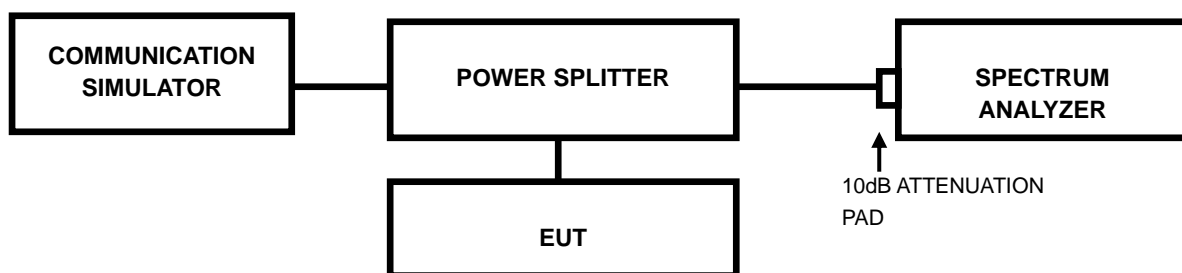 COMMUNICATION
SIMULATOR
POWER SPLITTER
SPECTRUM
ANALYZER
10dB ATTENUATION
PAD
EUT